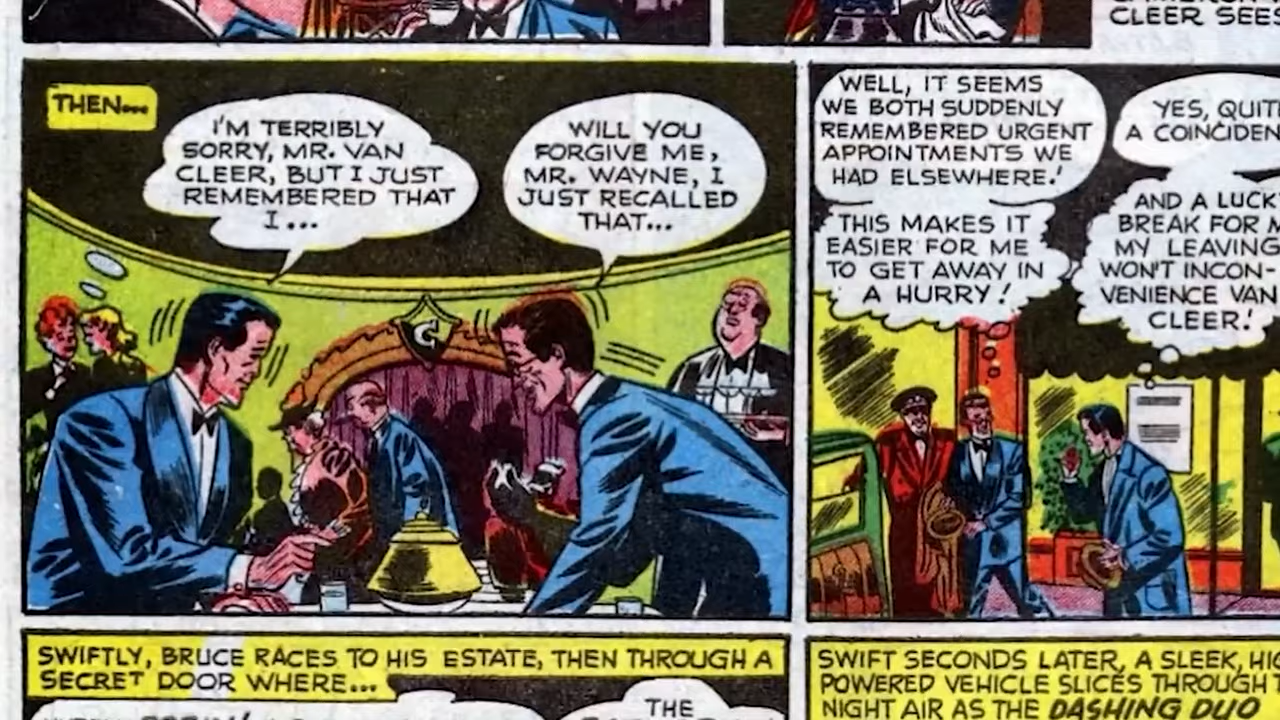 CLEER SEES
THEN...
I'M TERRIBLY
SORRY, MR. VAN
CLEER, BUT I JUST
REMEMBERED THAT
I...
WILL YOU
FORGIVE ME,
MR. WAYNE, I
JUST RECALLED
THAT...
G
WELL, IT SEEMS
WE BOTH SUDDENLY
REMEMBERED URGENT
APPOINTMENTS WE
HAD ELSEWHERE!
THIS MAKES IT
EASIER FOR ME
TO GET AWAY IN
A HURRY!
YES, QUIT
A COINCIDEN
AND A LUCK
BREAK FOR M
MY LEAVING
WON'T INCON-
VENIENCE VAN
CLEER!
SWIFTLY, BRUCE RACES TO HIS ESTATE, THEN THROUGH A
SECRET DOOR WHERE...
THE
SWIFT SECONDS LATER, A SLEEK, HIG
POWERED VEHICLE SLICES THROUGH T
NIGHT AIR AS THE DASHING DUO